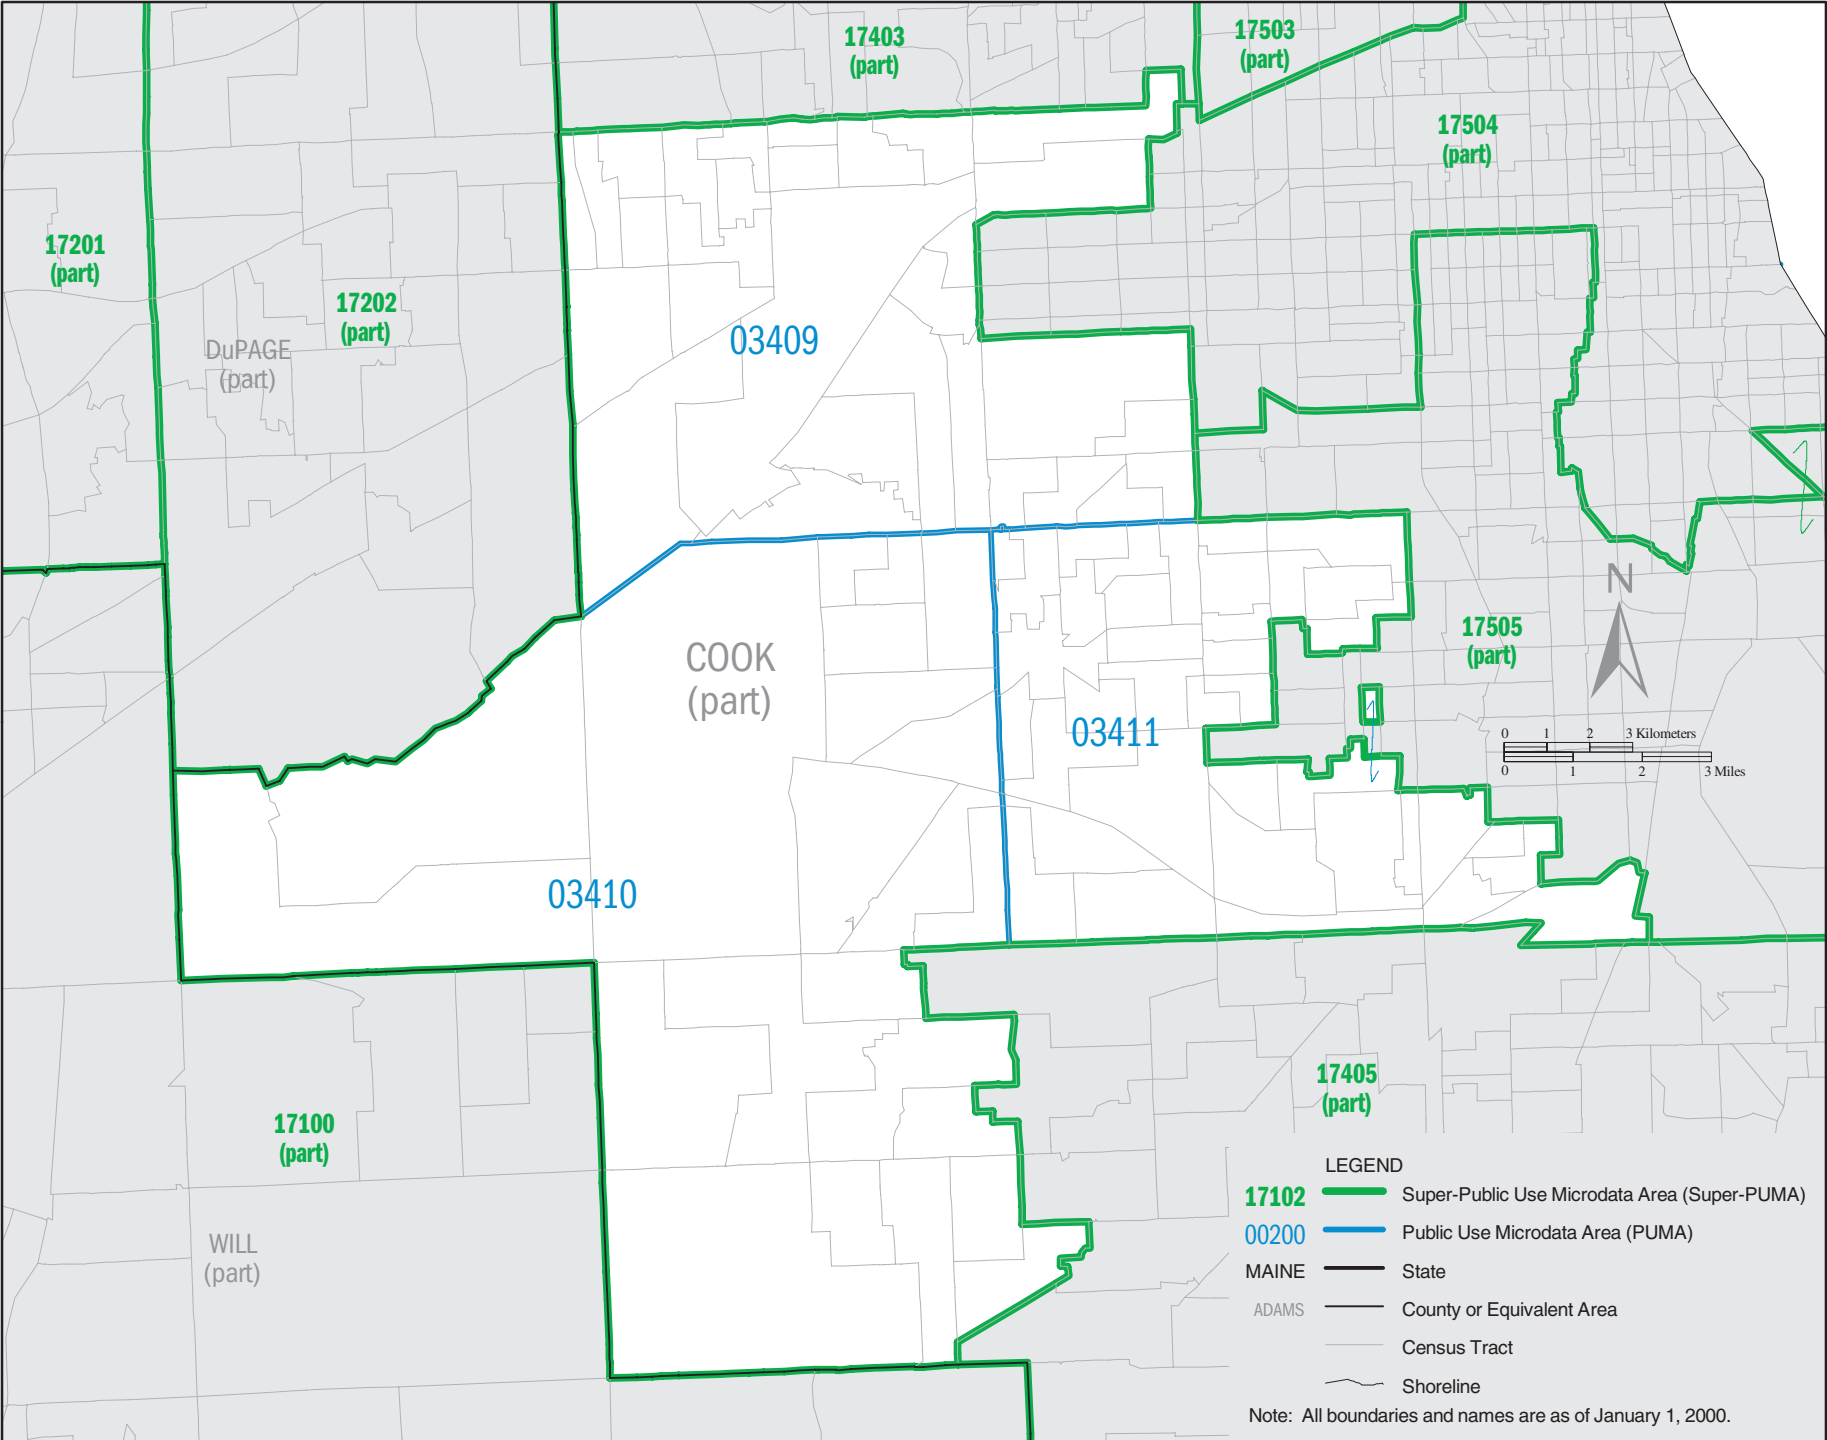 17403
(part)
17503
(part)
17504
(part)
17201
(part)
17202
(part)
DuPAGE
(part)
03409
N
COOK
(part)
17505
(part)
03411
0 1 2 3 Kilometers
0 1 2 3 Miles
03410
17405
(part)
17100
(part)
WILL
(part)
LEGEND
17102 Super-Public Use Microdata Area (Super-PUMA)
00200 Public Use Microdata Area (PUMA)
MAINE State
ADAMS County or Equivalent Area
Census Tract
Shoreline
Note: All boundaries and names are as of January 1, 2000.